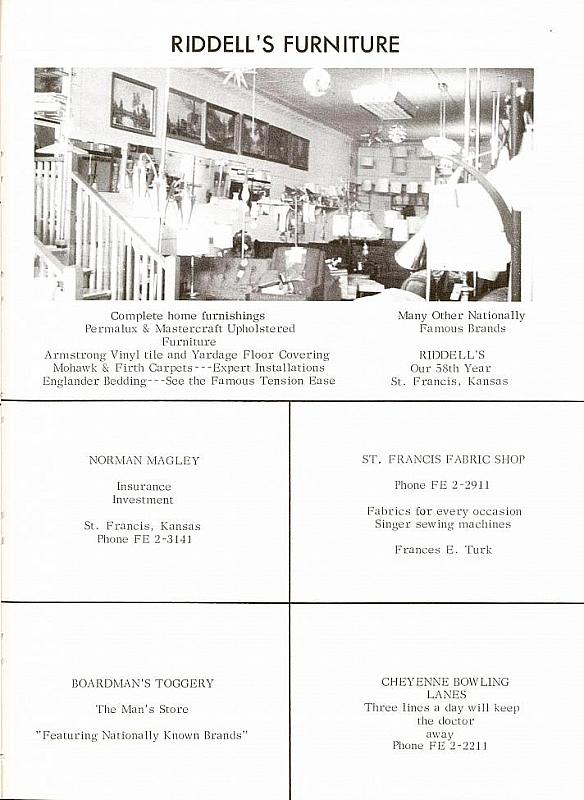 RIDDELL'S FURNITURE
Complete home furnishings
Permalux & Mastercraft Upholstered
Furniture
Armstrong Vinyl tile and Yardage Floor Covering
Mohawk & Firth Carpets---Expert Installations
Englander Bedding---See the Famous Tension Ease
Many Other Nationally
Famous Brands
RIDDELL'S
Our 58th Year
St. Francis, Kansas
NORMAN MAGLEY
Insurance
Investment
St. Francis, Kansas
Phone FE 2-3141
ST. FRANCIS FABRIC SHOP
Phone FE 2-2911
Fabrics for every occasion
Singer sewing machines
Frances E. Turk
BOARDMAN'S TOGGERY
The Man's Store
"Featuring Nationally Known Brands"
CHEYENNE BOWLING
LANES
Three lines a day will keep
the doctor
away
Phone FE 2-2211